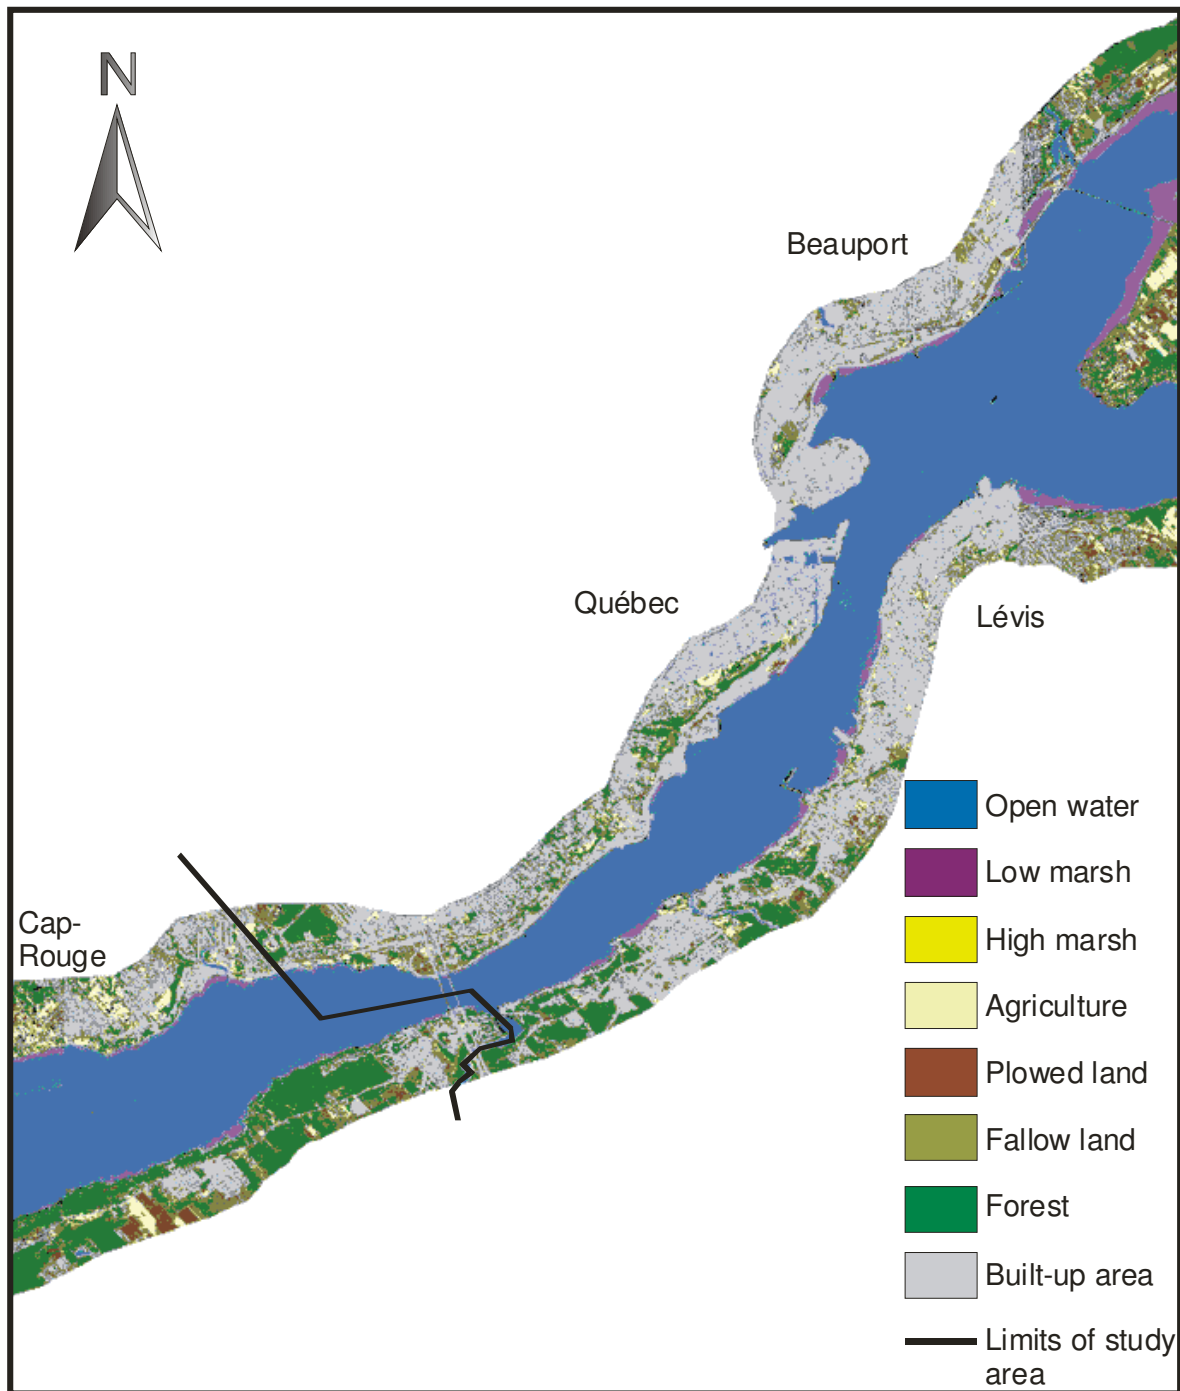 N
Beauport
Québec
Lévis
Cap-
Rouge
Open water
Low marsh
High marsh
Agriculture
Plowed land
Fallow land
Forest
Built-up area
Limits of study
area